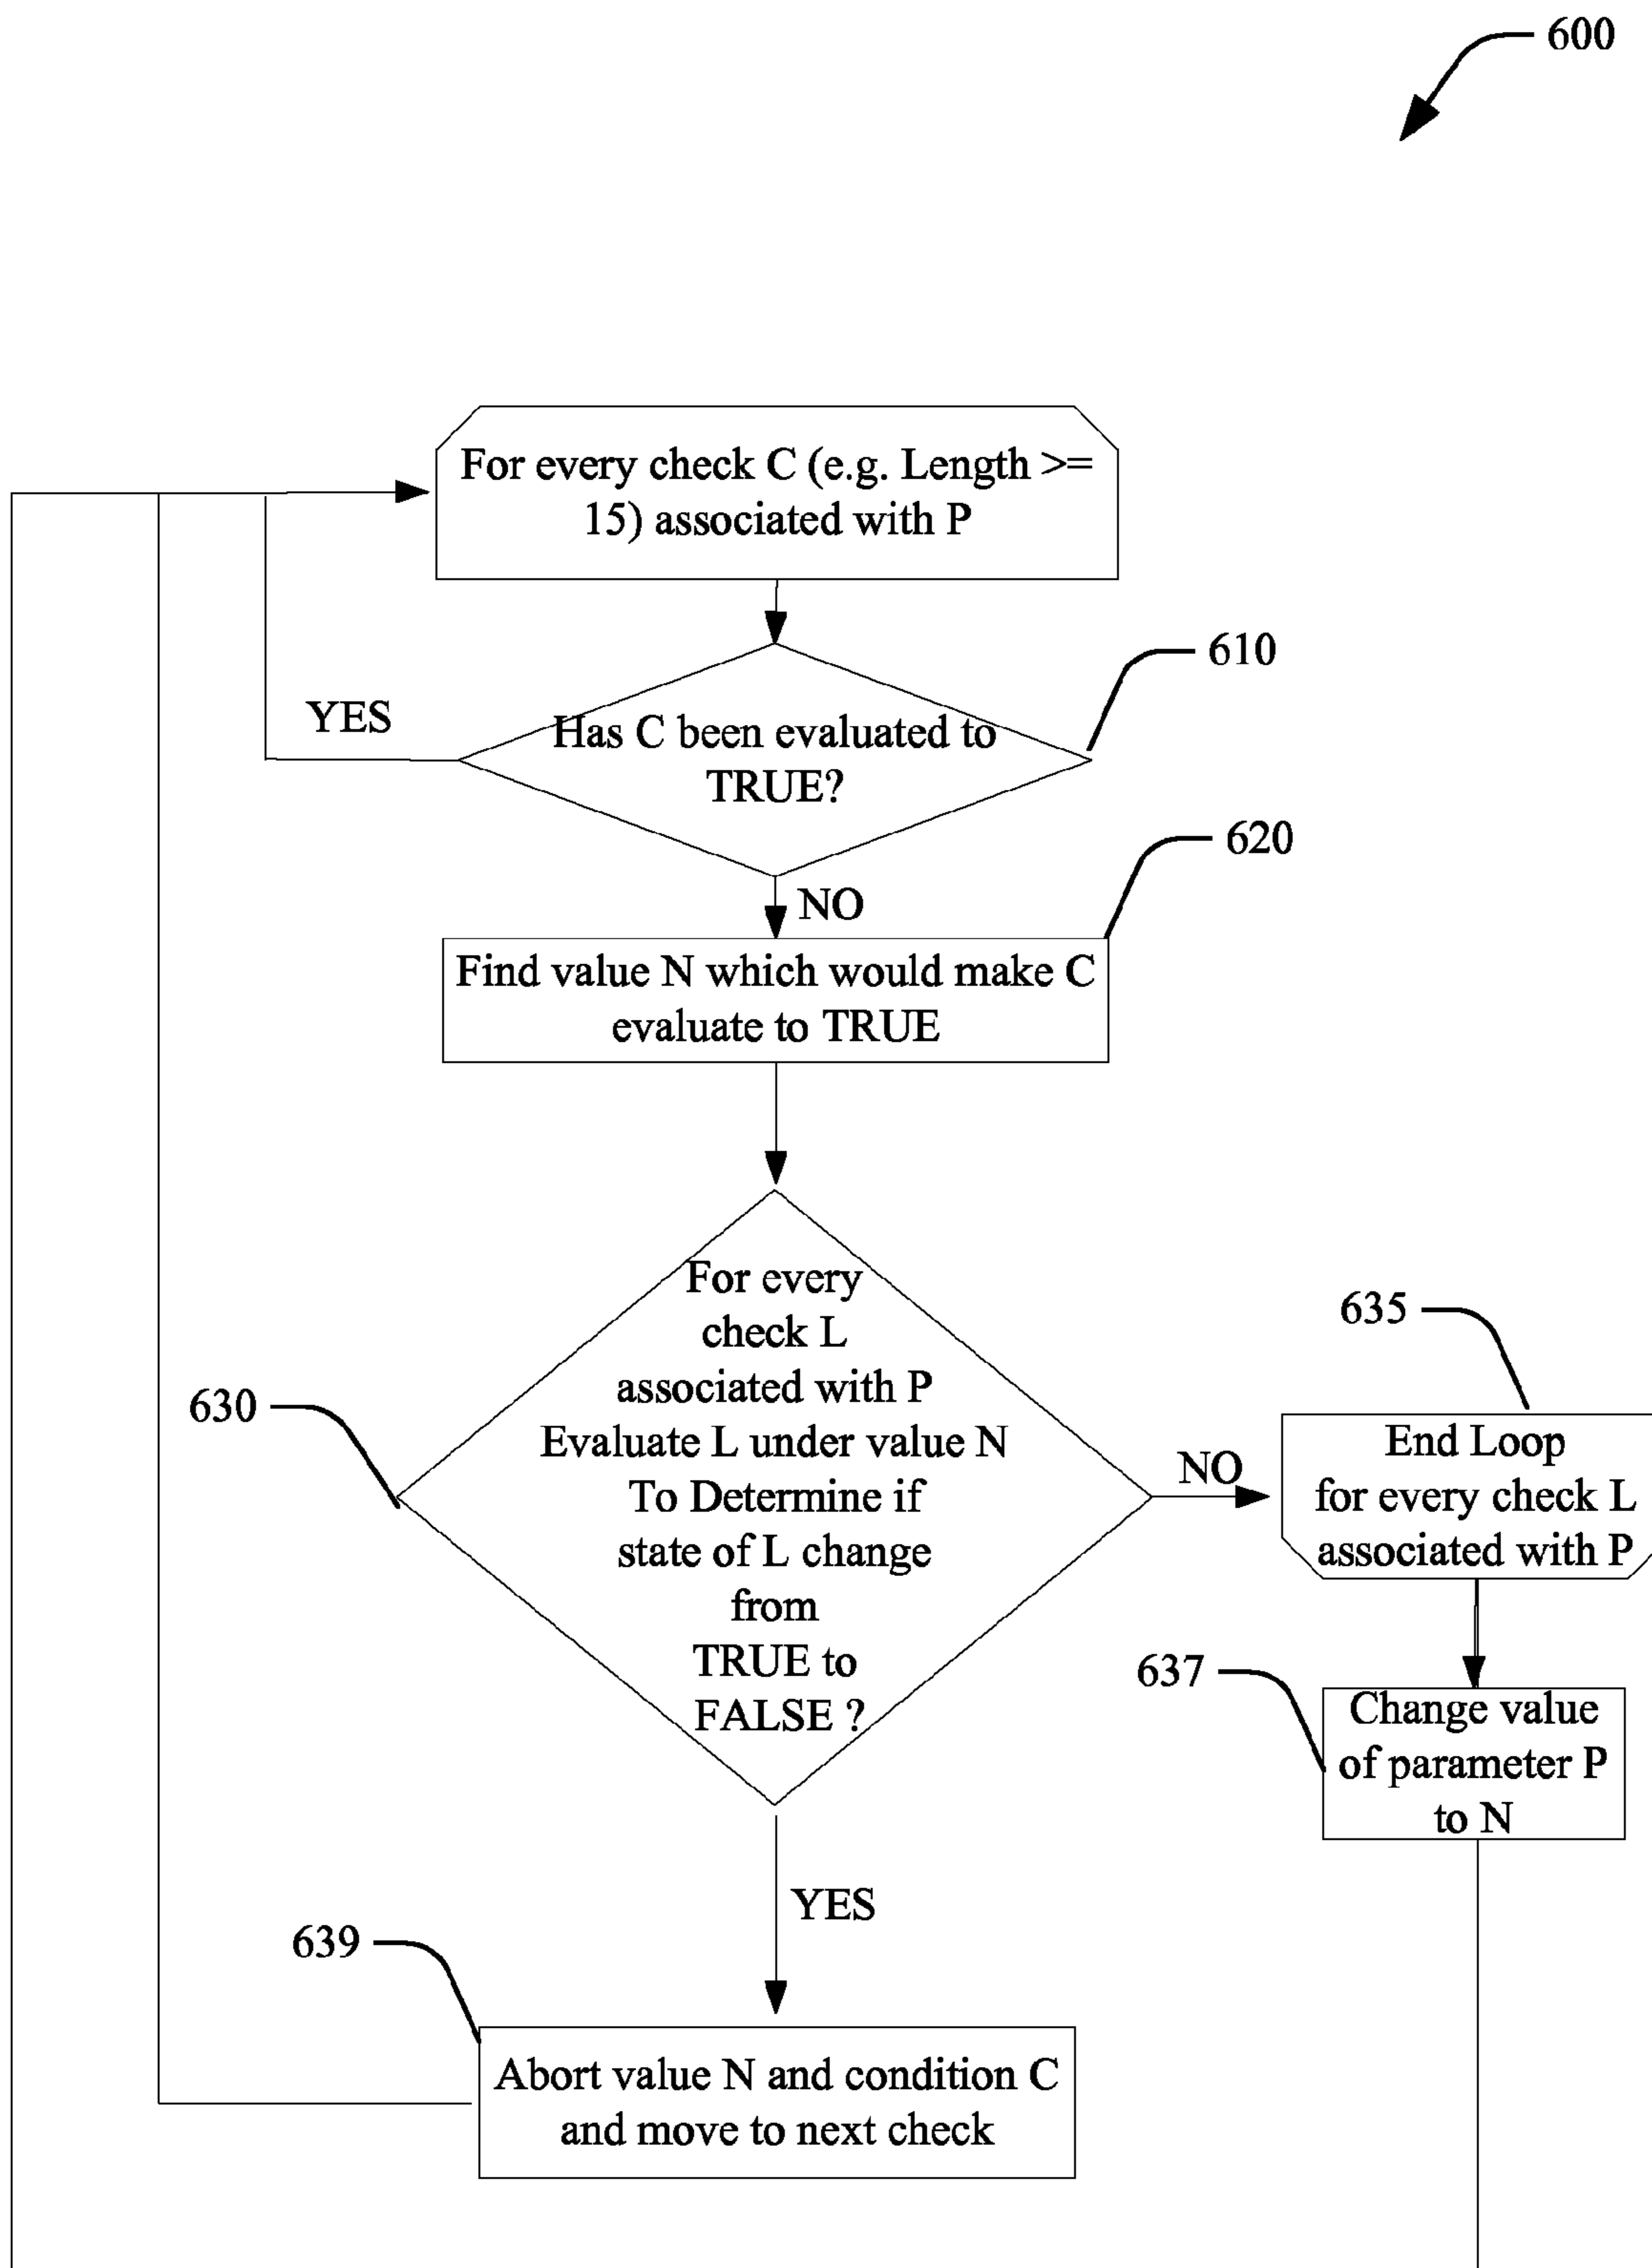 600
For every check C (e.g. Length >=
15) associated with P
610
YES
Has C been evaluated to
TRUE?
620
NO
Find value N which would make C
evaluate to TRUE
630
For every
check L
associated with P
Evaluate L under value N
To Determine if
state of L change
from
TRUE to
FALSE ?
NO
635
End Loop
for every check L
associated with P
637
Change value
of parameter P
to N
YES
639
Abort value N and condition C
and move to next check